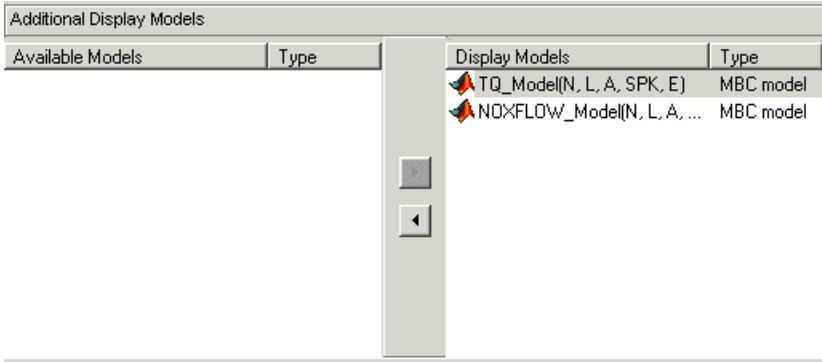 Additional Display Models
Available Models Type Display Models Type
TQ_Model(N, L, A, SPK, E) MBC model
NOXFLOW_Model(N, L, A, ... MBC model